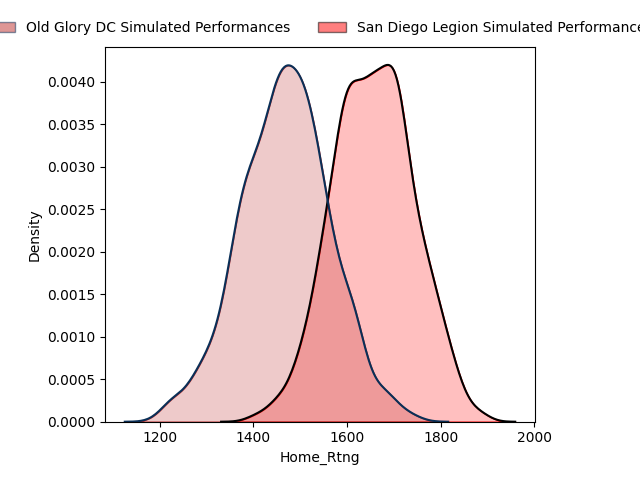 Old Glory DC Simulated Performances San Diego Legion Simulated Performance
0.0040
0.0035
0.0030
0.0025
0.0020
0.0015
0.0010
0.0005
0.0000
Density
1200 1400 1600 1800 2000
Home_Rtng